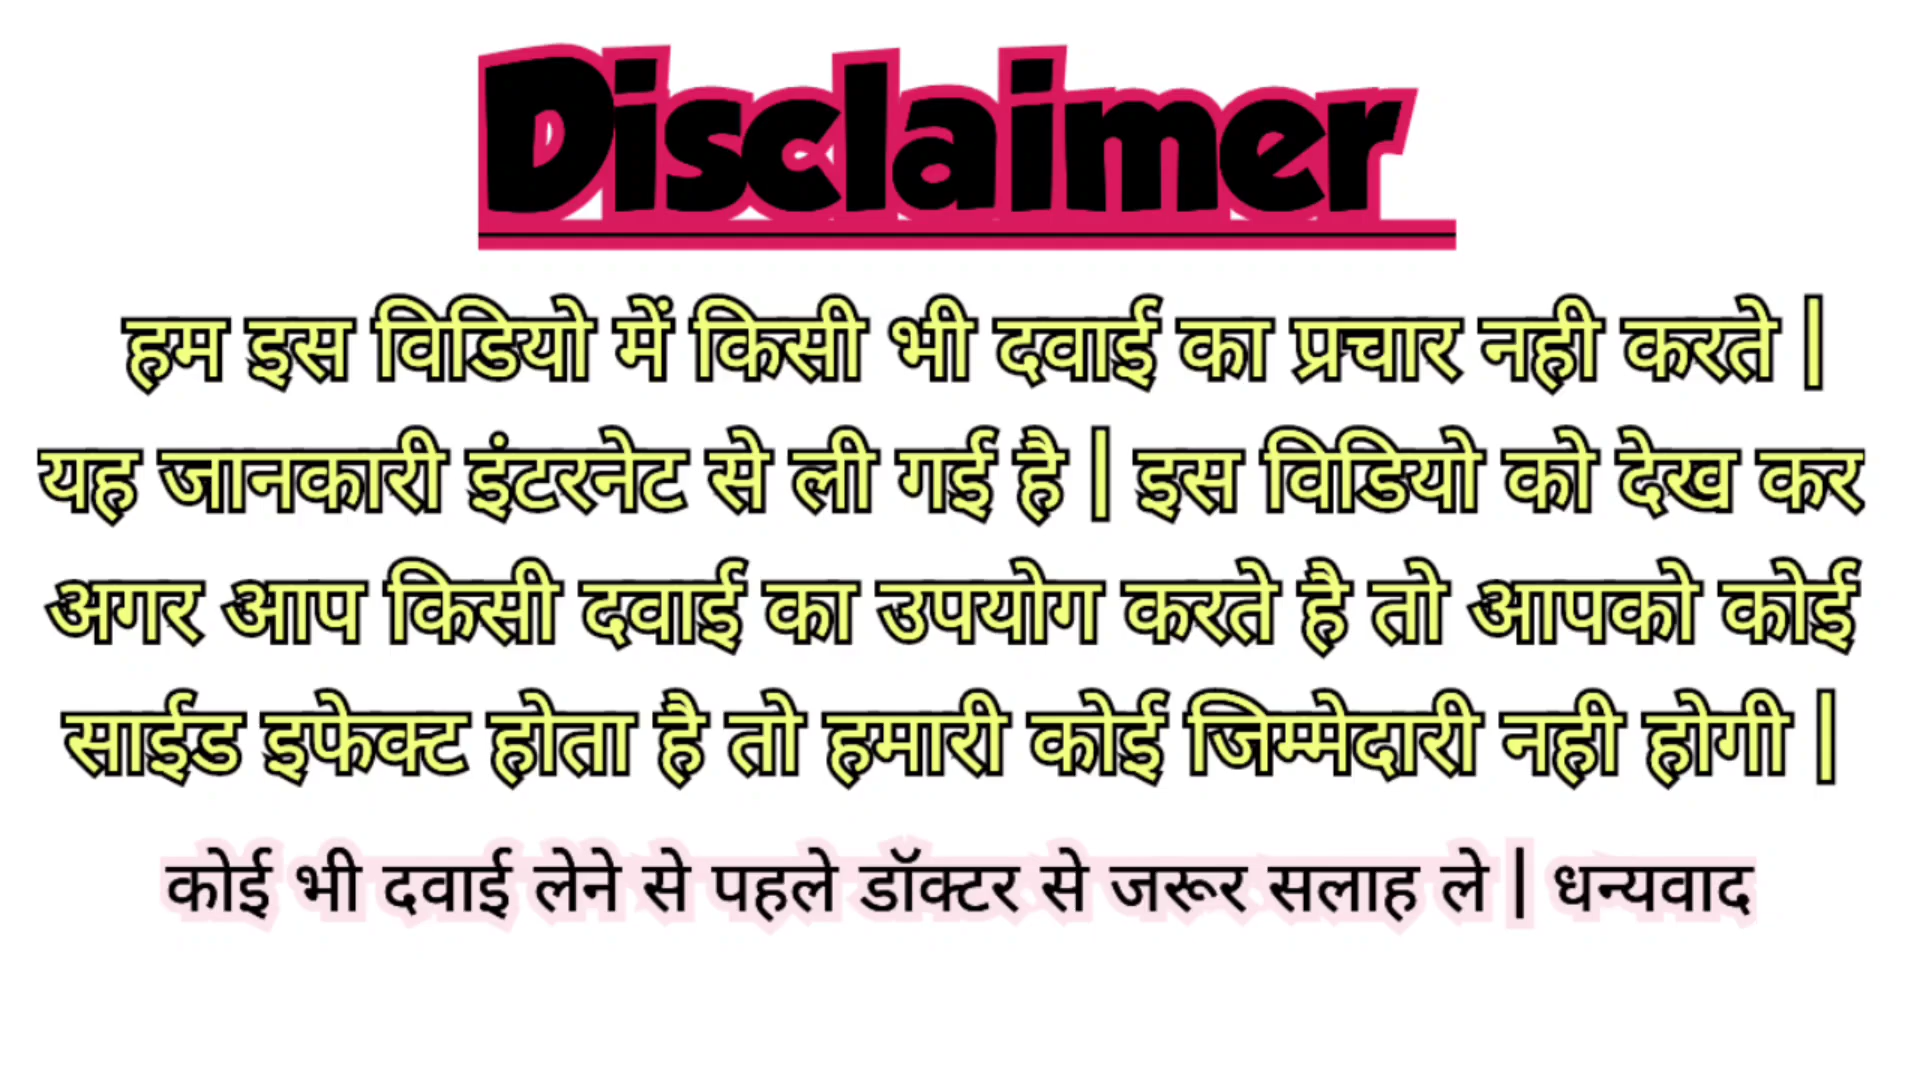 Disclaimer
हम इस विडियो में किसी भी दवाई का प्रचार नही करते |
यह जानकारी इंटरनेट से ली गई है | इस विडियो को देख कर
अगर आप किसी दवाई का उपयोग करते है तो आपको कोई
साईड इफेक्ट होता है तो हमारी कोई जिम्मेदारी नही होगी |
कोई भी दवाई लेने से पहले डॉक्टर से जरूर सलाह ले | धन्यवाद